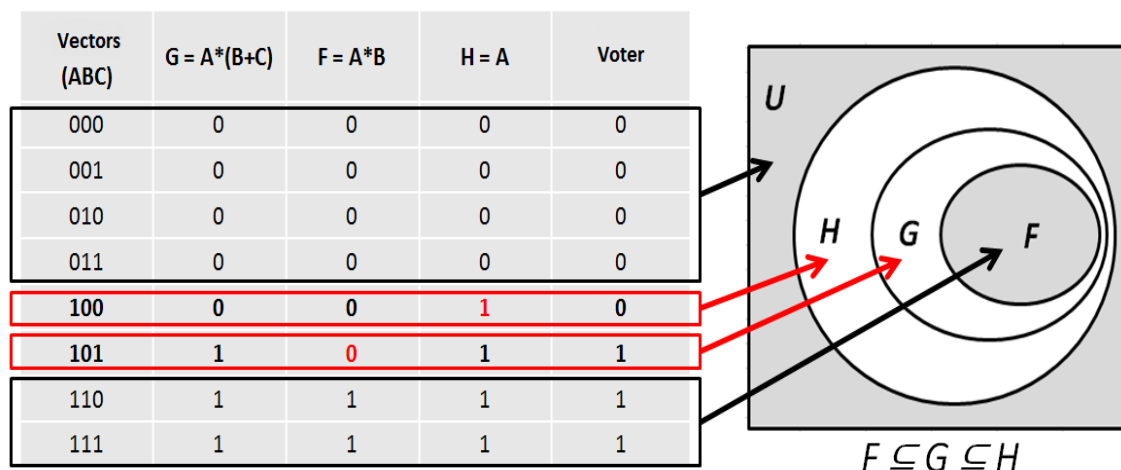 Vectors (ABC) G = A*(B+C) F = A*B H = A Voter
000 0 0 0 0
001 0 0 0 0
010 0 0 0 0
011 0 0 0 0
100 0 0 1 0
101 1 0 1 1
110 1 1 1 1
111 1 1 1 1
U
H G F
F ⊆ G ⊆ H